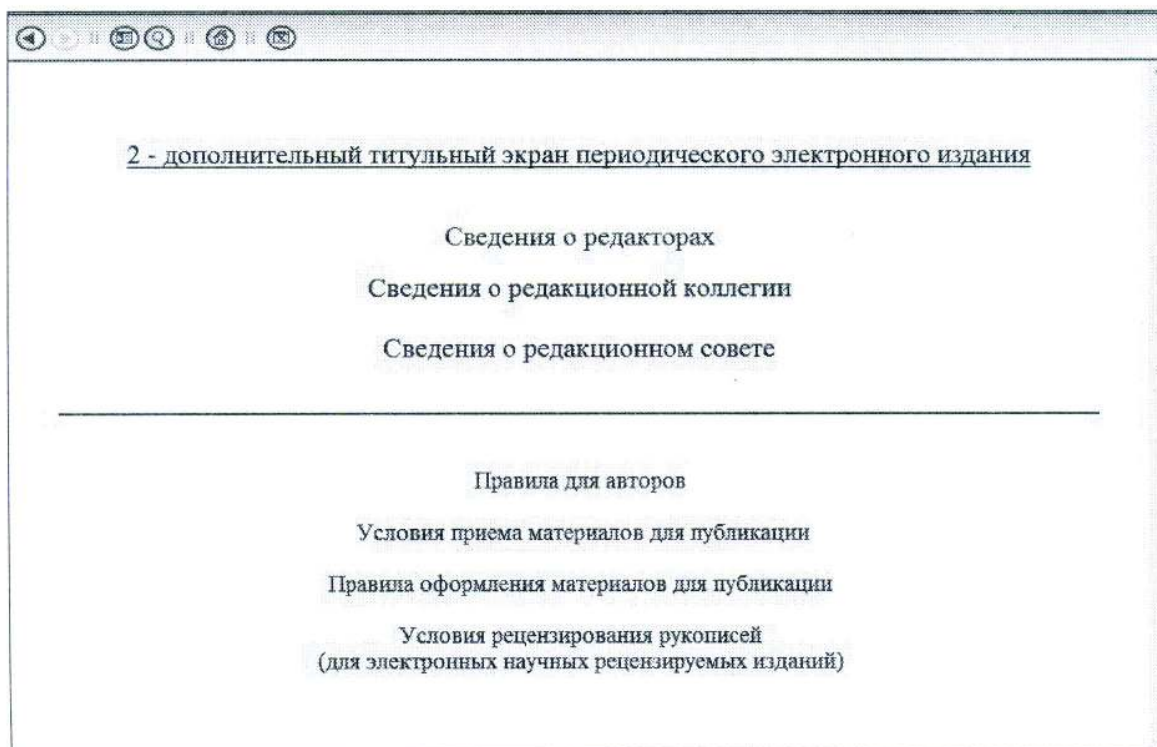 2 - дополнительный титульный экран периодического электронного издания
Сведения о редакторах
Сведения о редакционной коллегии
Сведения о редакционном совете
Правила для авторов
Условия приема материалов для публикации
Правила оформления материалов для публикации
Условия рецензирования рукописей
(для электронных научных рецензируемых изданий)